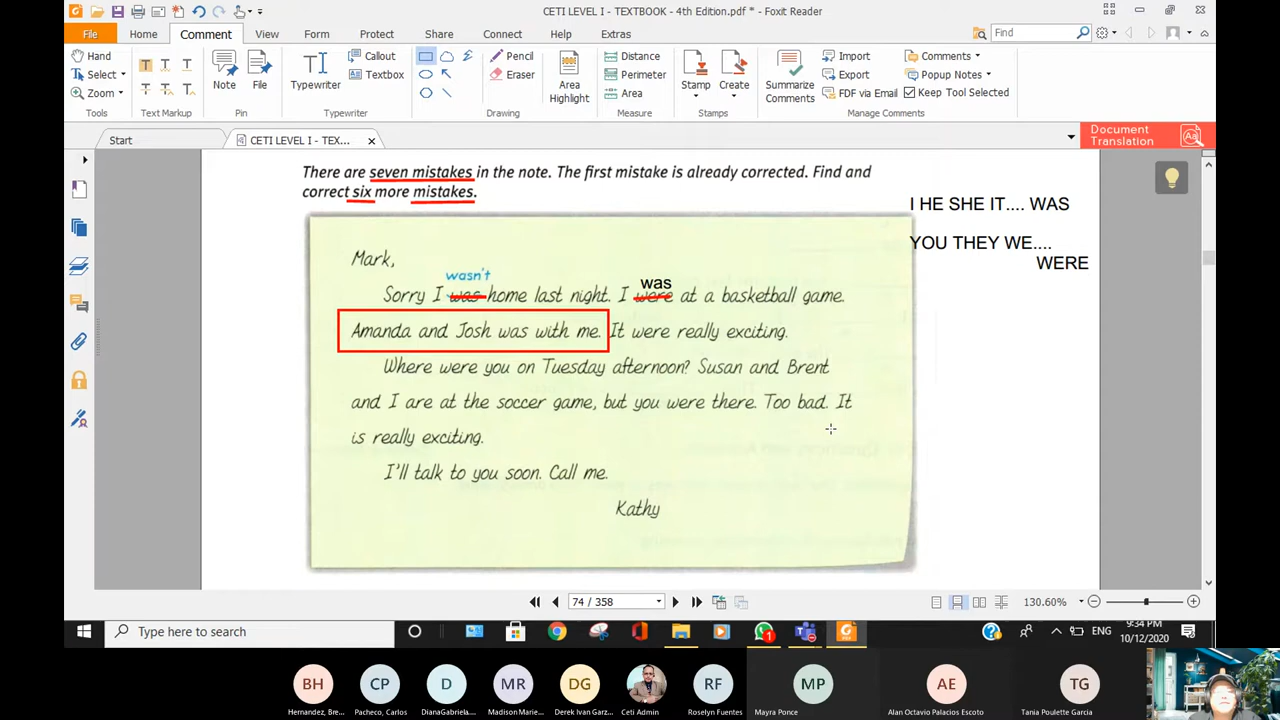 CETI LEVEL I - TEXTBOOK - 4th Edition.pdf * - Foxit Reader
File Home Comment View Form Protect Share Connect Help Extras Find
Hand
Select
Zoom
Tools
Text Markup
Note
File
Pin
Typewriter
Callout
Textbox
Typewriter
Pencil
Eraser
Drawing
Area
Highlight
Distance
Perimeter
Area
Measure
Stamp
Create
Stamps
Summarize
Comments
Import
Export
FDF via Email
Comments
Popup Notes
Keep Tool Selected
Manage Comments
Start
CETI LEVEL I - TEX...
Document
Translation
There are seven mistakes in the note. The first mistake is already corrected. Find and
correct six more mistakes.
I HE SHE IT.... WAS
YOU THEY WE....
WERE
Mark,
wasn't
was
Sorry I was home last night. I were at a basketball game.
Amanda and Josh was with me. It were really exciting.
Where were you on Tuesday afternoon? Susan and Brent
and I are at the soccer game, but you were there. Too bad. It
is really exciting.
I'll talk to you soon. Call me.
Kathy
74 / 358
130.60%
Type here to search
1
ENG
9:34 PM
10/12/2020
BH
CP
D
MR
DG
RF
MP
AE
TG
Hernandez, Bre...
Pacheco, Carlos
DianaGabriela...
Madison Marie...
Derek Ivan Garz...
Ceti Admin
Roselyn Fuentes
Mayra Ponce
Alan Octavio Palacios Escoto
Tania Poulette Garcia